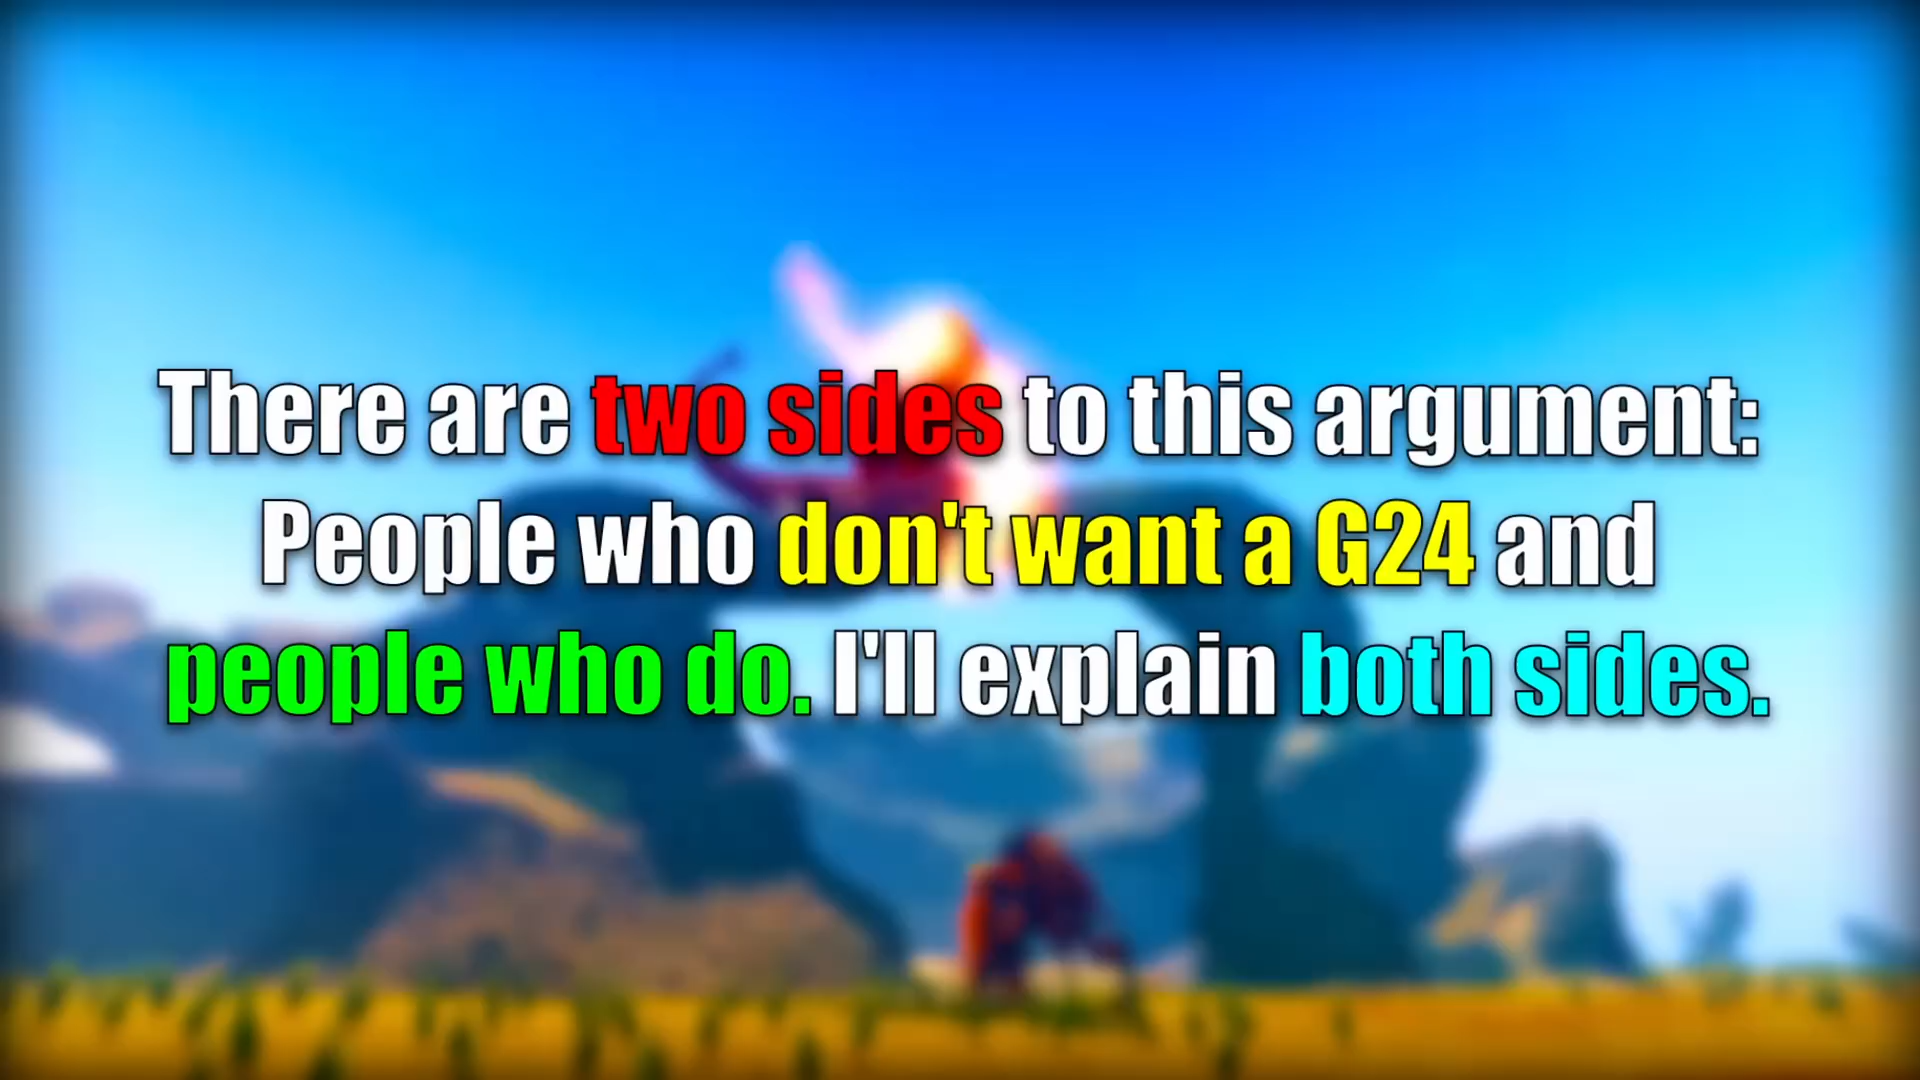 There are two sides to this argument:
People who don't want a G24 and
people who do. I'll explain both sides.